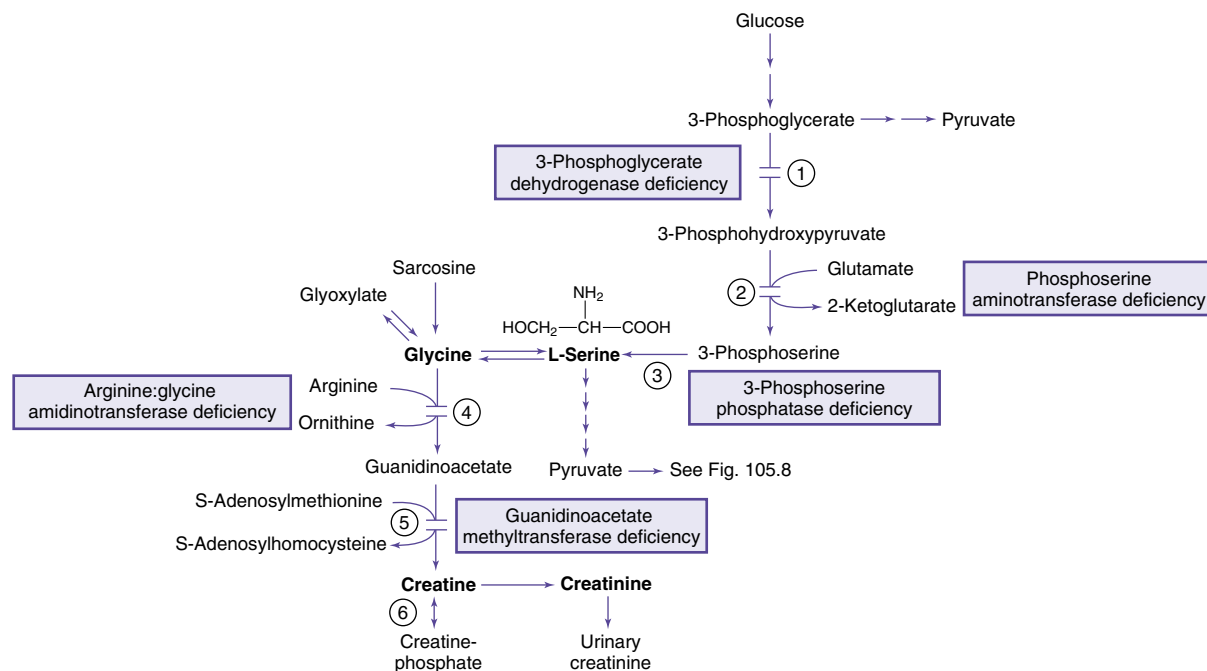 Glucose
3-Phosphoglycerate
Pyruvate
3-Phosphoglycerate
dehydrogenase deficiency
1
3-Phosphohydroxypyruvate
Sarcosine
Glyoxylate
Glutamate
2
2-Ketoglutarate
Phosphoserine
aminotransferase deficiency
NH2
HOC2—CH—COOH
Glycine
L-Serine
3-Phosphoserine
3
3-Phosphoserine
phosphatase deficiency
Arginine:glycine
amidinotransferase deficiency
Arginine
4
Ornithine
Guanidinoacetate
Pyruvate
See Fig. 105.8
S-Adenosylmethionine
5
S-Adenosylhomocysteine
Guanidinoacetate
methyltransferase deficiency
Creatine
Creatinine
6
Creatine-
phosphate
Urinary
creatinine